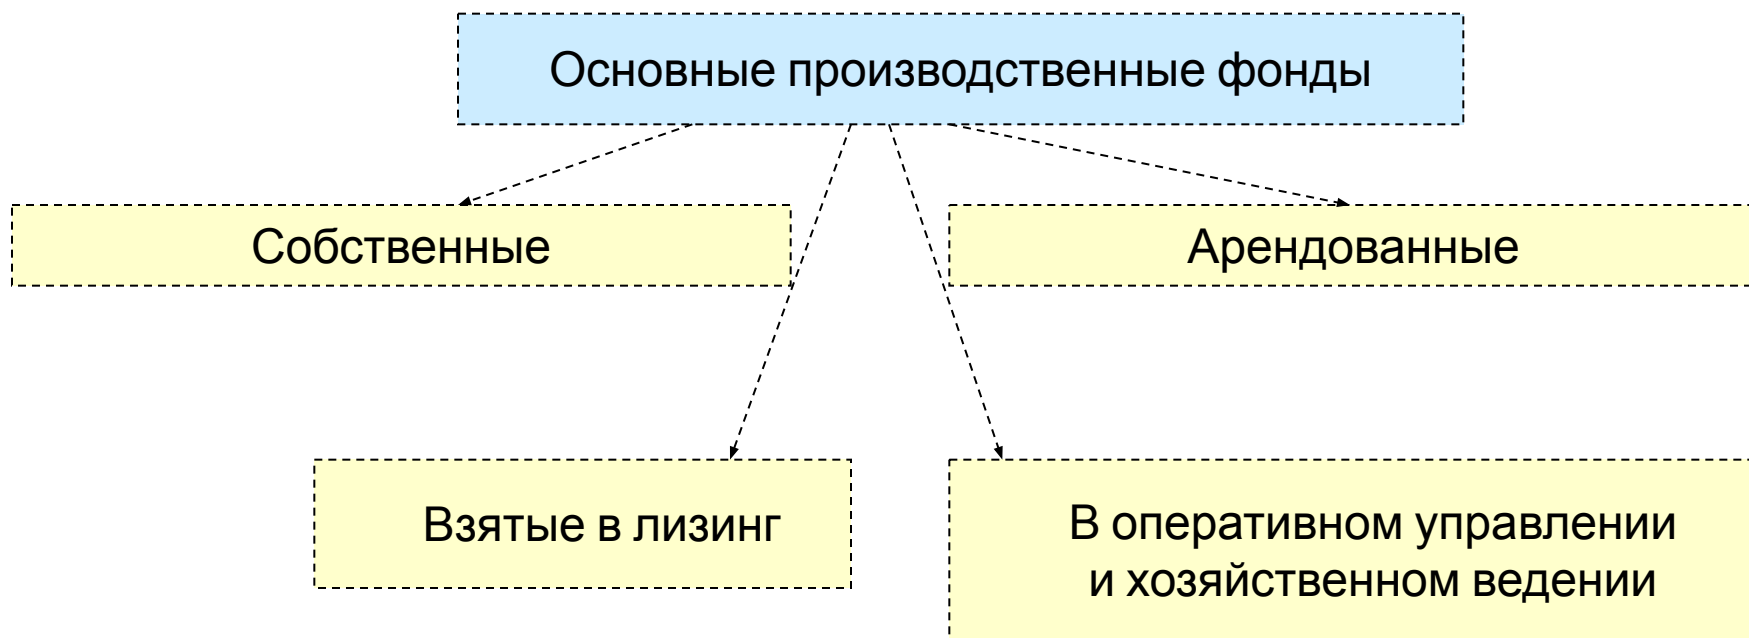 Основные производственные фонды
Собственные
Арендованные
Взятые в лизинг
В оперативном управлении
и хозяйственном ведении